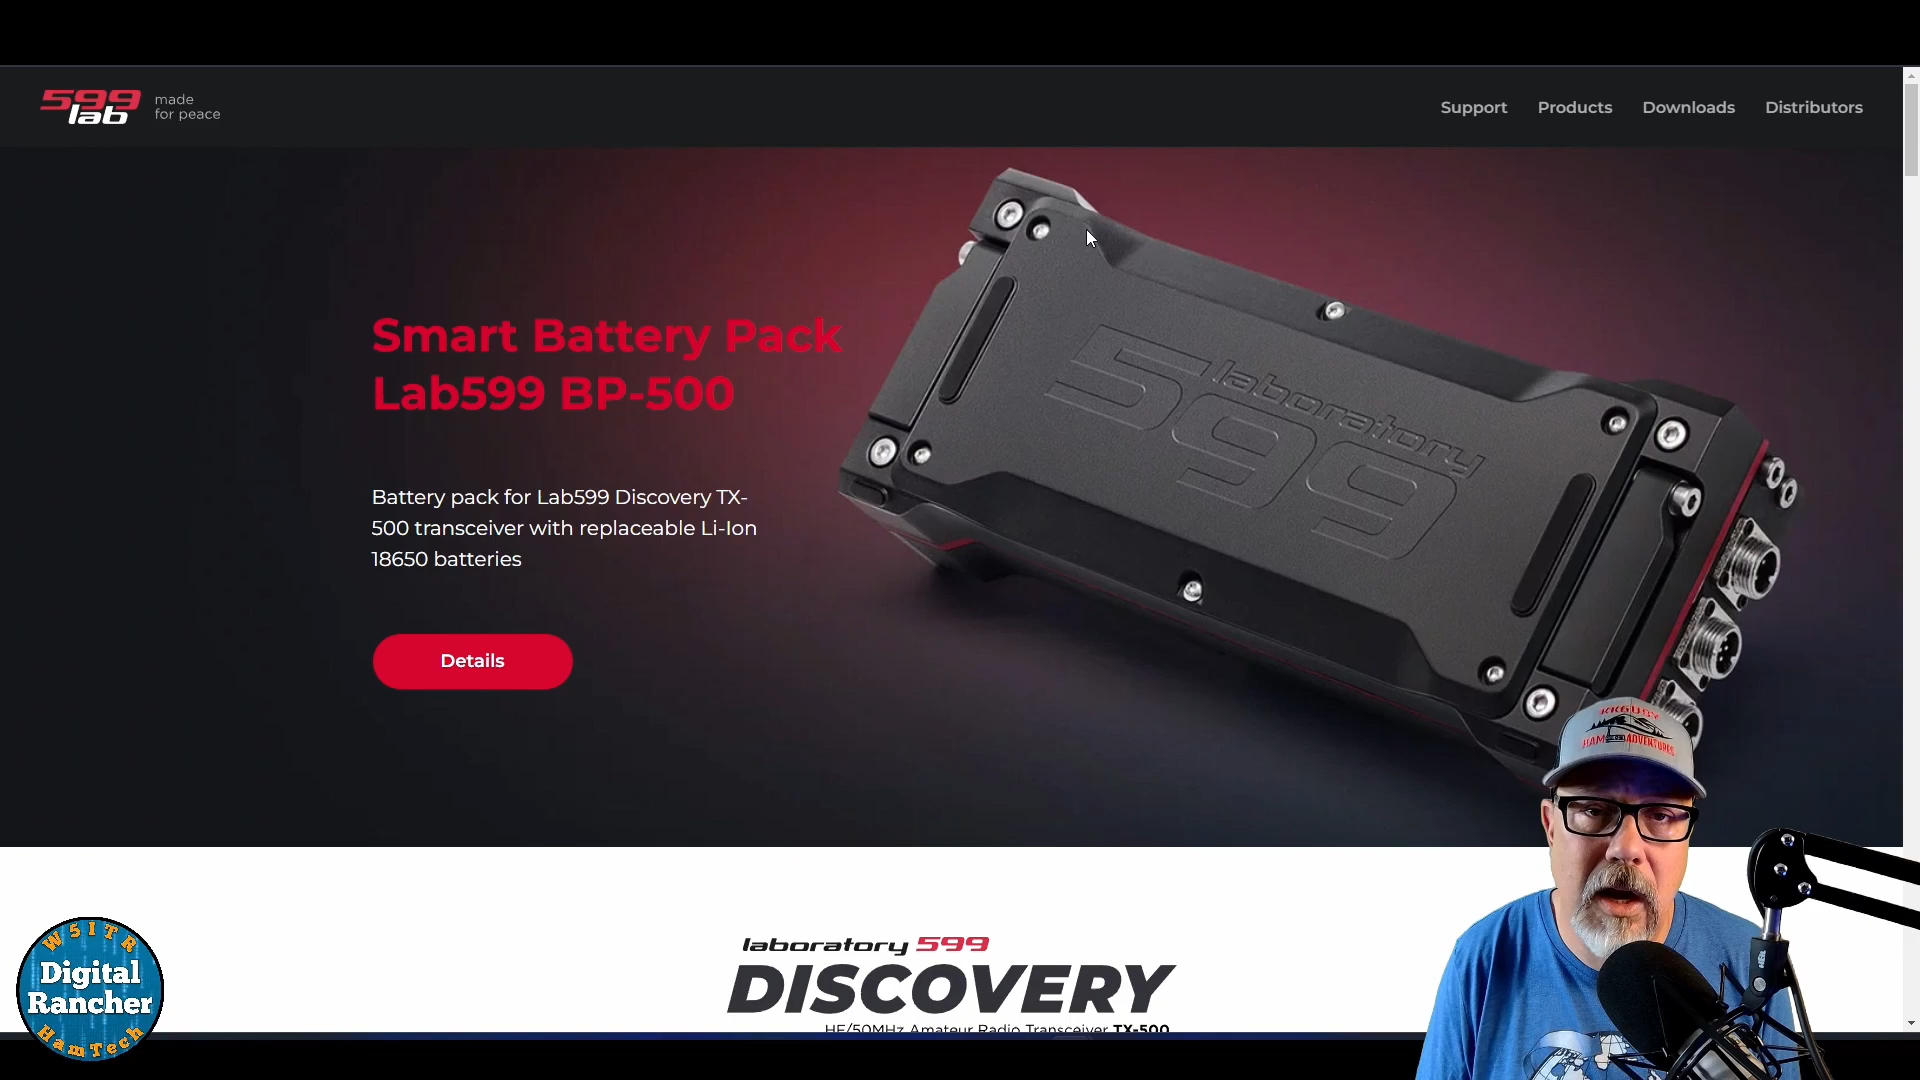 599
lab
made
for peace
Support
Products
Downloads
Distributors
laboratory
599
Smart Battery Pack
Lab599 BP-500
Battery pack for Lab599 Discovery TX-
500 transceiver with replaceable Li-Ion
18650 batteries
Details
KK6USY
HAM ADVENTURES
laboratory 599
DISCOVERY
HF/50MHz Amateur Radio Transceiver TX-500
W5ITR
Digital
Rancher
HamTech